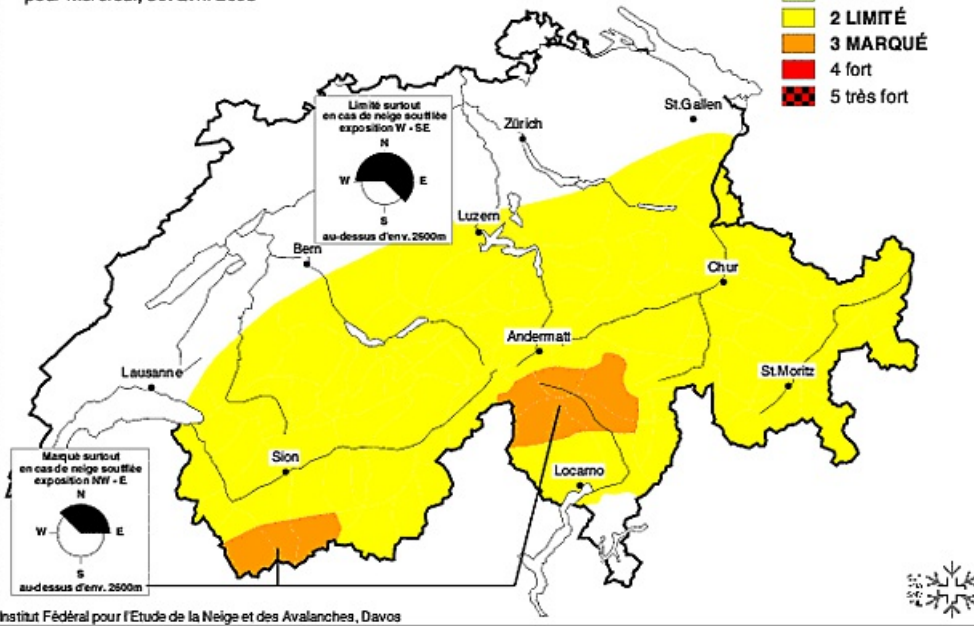 2 LIMITÉ
3 MARQUÉ
4 fort
5 très fort
St.Gallen
Zürich
Limité surtout
en cas de neige soufflée
exposition W - SE
N
W
E
S
au-dessus d'env. 2500m
Luzern
Bern
Chur
Andermatt
Lausanne
St.Moritz
Sion
Locarno
Marqué surtout
en cas de neige soufflée
exposition NW - E
N
W
E
S
au-dessus d'env. 2500m
Institut Fédéral pour l'Etude de la Neige et des Avalanches, Davos